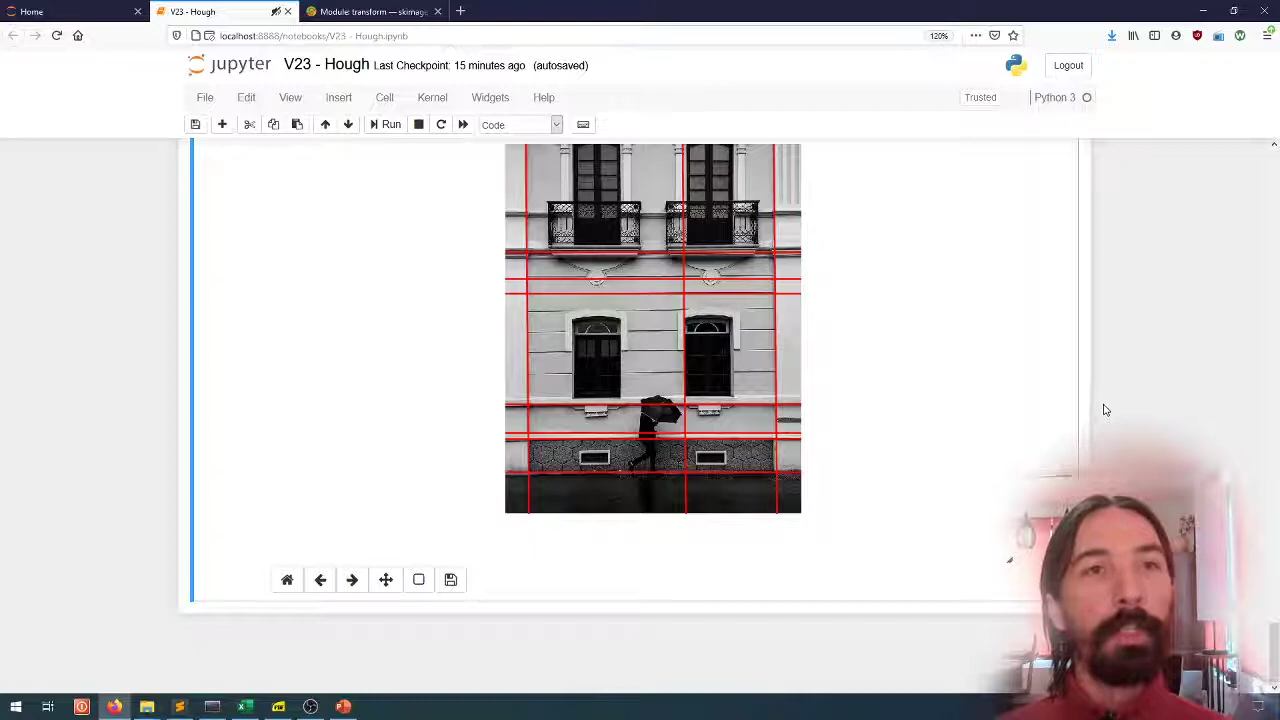 Home
V23 - Hough
Module: transform — skimag
localhost:8888/notebooks/V23 - Hough.ipynb
120%
jupyter V23 - Hough Last Checkpoint: 15 minutes ago (autosaved)
Logout
File Edit View Insert Cell Kernel Widgets Help
Trusted
Python 3
Run
Code